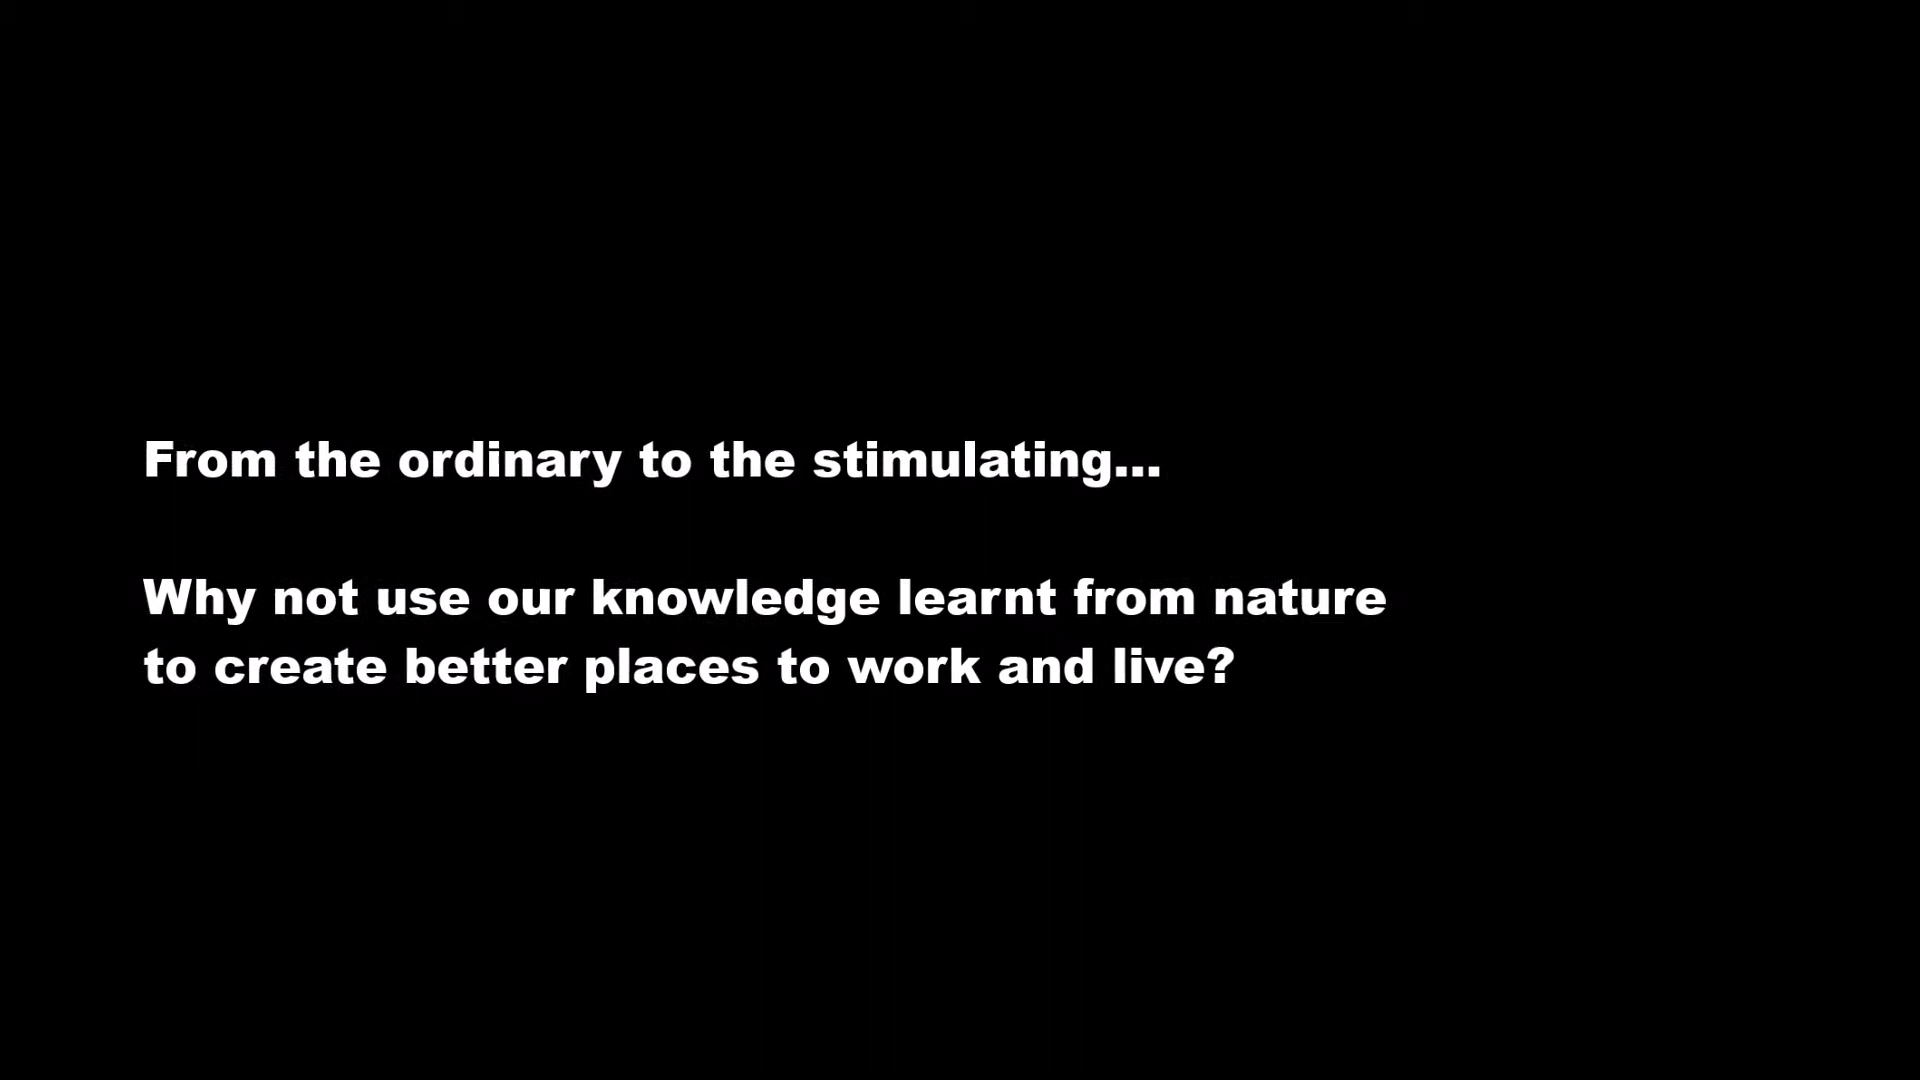 From the ordinary to the stimulating...
Why not use our knowledge learnt from nature
to create better places to work and live?